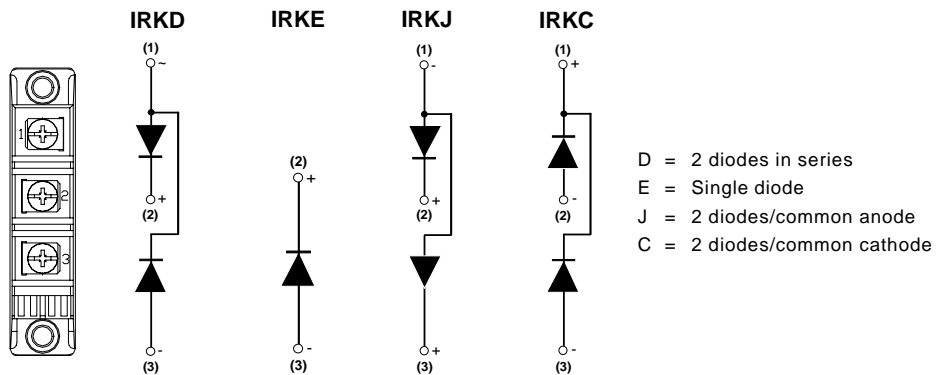 IRKD IRKE IRKJ IRKC
(1) (1) (1)
~ - +
1
2
3
(2)
+
+ + -
(2) (2) (2)
- - + -
(3) (3) (3) (3)
D = 2 diodes in series
E = Single diode
J = 2 diodes/common anode
C = 2 diodes/common cathode